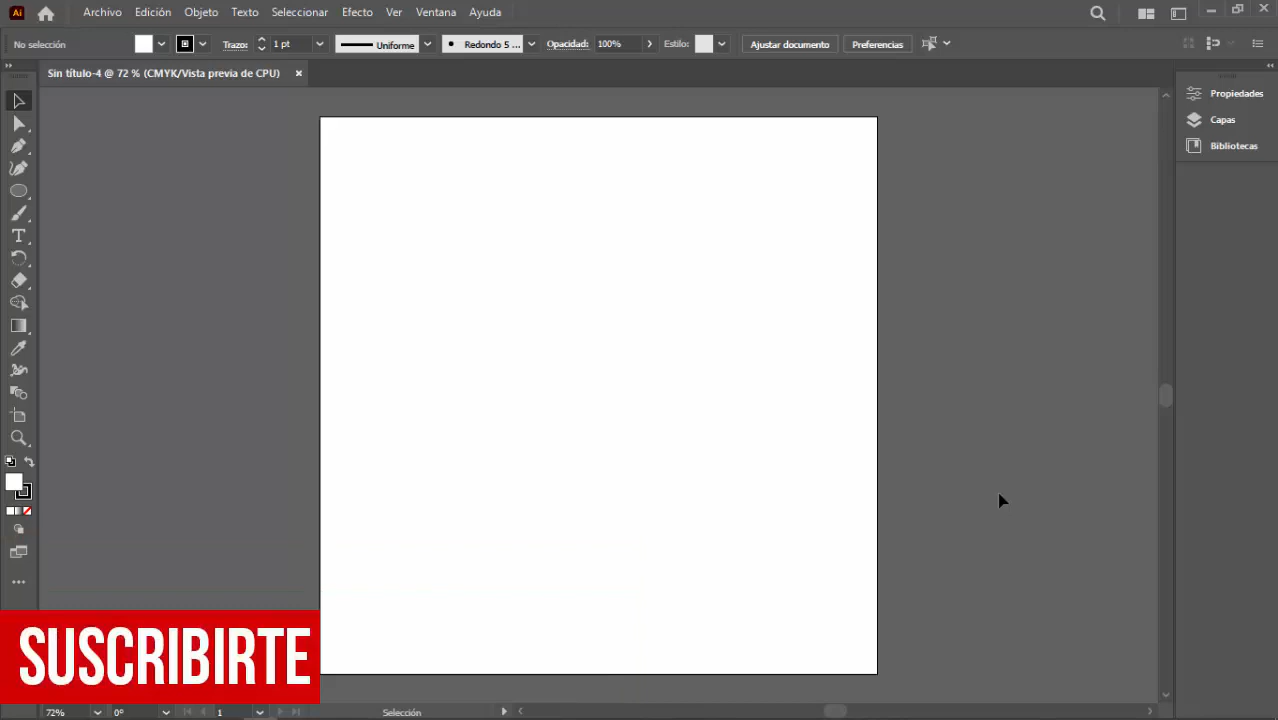 Ai Archivo Edición Objeto Texto Seleccionar Efecto Ver Ventana Ayuda
No selección Trazo: 1 pt Uniforme Redondo 5 ... Opacidad: 100% Estilo: Ajustar documento Preferencias
Sin título-4 @ 72 % (CMYK/Vista previa de CPU)
Propiedades
Capas
Bibliotecas
SUSCRIBIRTE
72% 0° 1 Selección